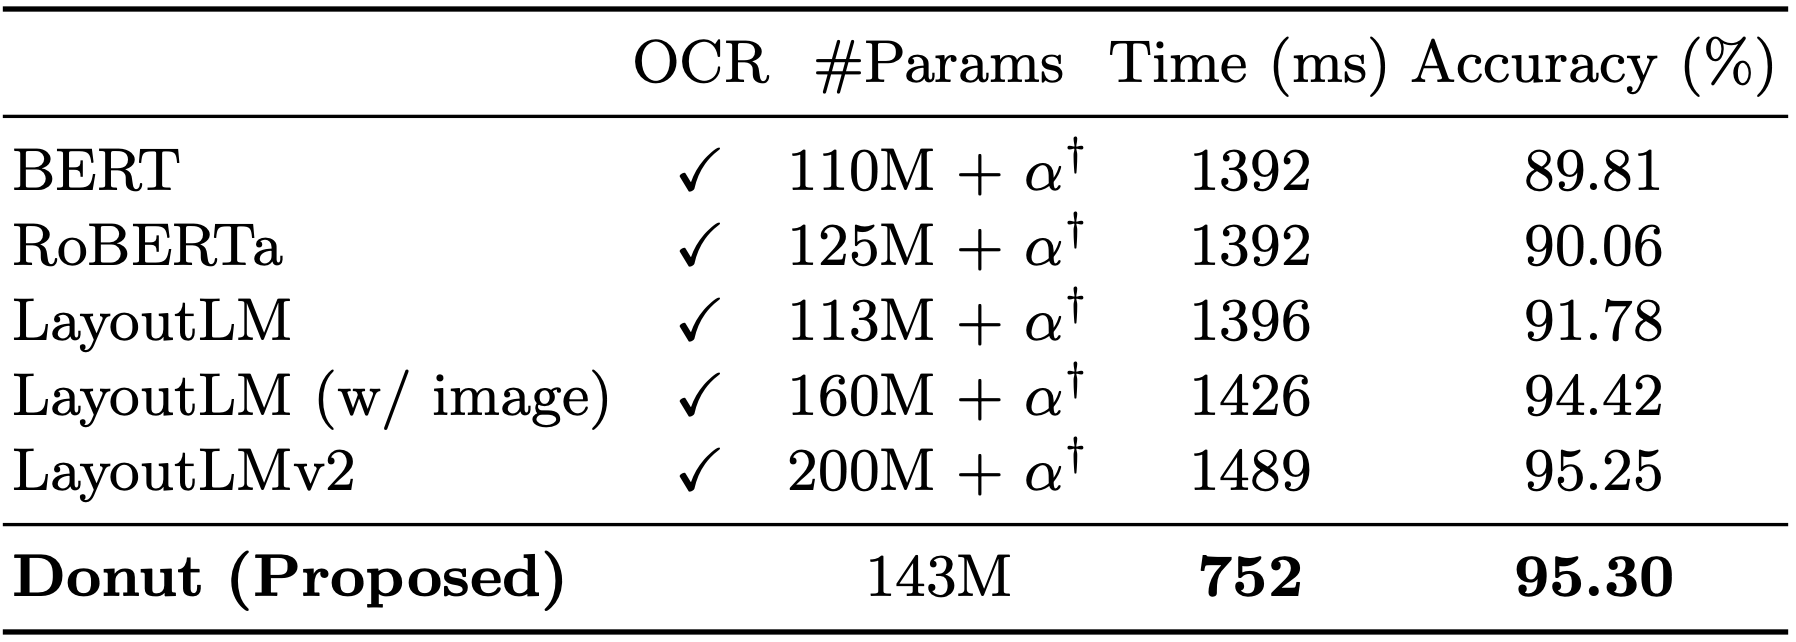 OCR #Params Time (ms) Accuracy (%)
BERT ✓ 110M + α† 1392 89.81
RoBERTa ✓ 125M + α† 1392 90.06
LayoutLM ✓ 113M + α† 1396 91.78
LayoutLM (w/ image) ✓ 160M + α† 1426 94.42
LayoutLMv2 ✓ 200M + α† 1489 95.25
Donut (Proposed) 143M 752 95.30